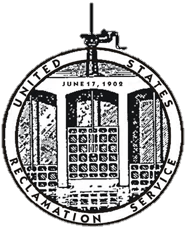 UNITED STATES
JUNE 17, 1902
RECLAMATION SERVICE